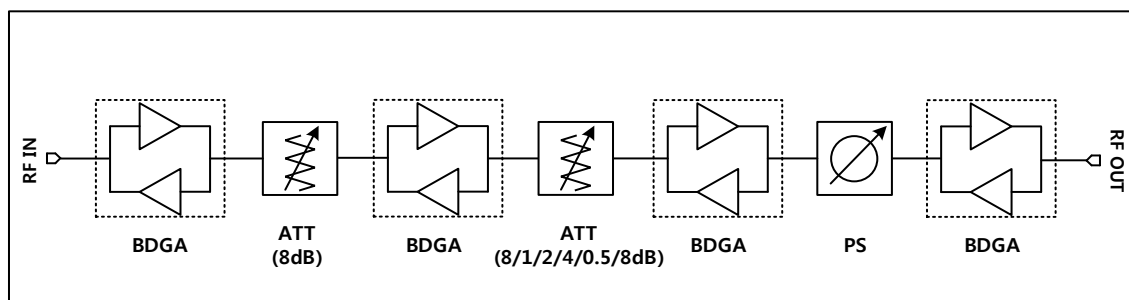 RF IN
BDGA
ATT
(8dB)
BDGA
ATT
(8/1/2/4/0.5/8dB)
BDGA
PS
BDGA
RF OUT